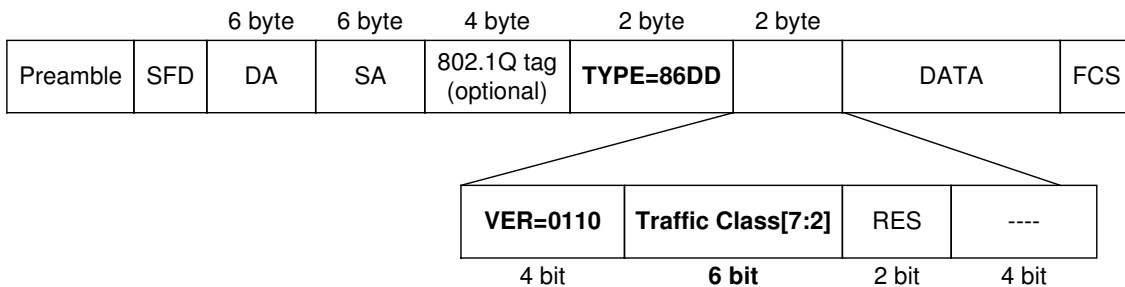 6 byte 6 byte 4 byte 2 byte 2 byte
Preamble SFD DA SA 802.1Q tag (optional) TYPE=86DD DATA FCS
VER=0110 Traffic Class[7:2] RES ----
4 bit 6 bit 2 bit 4 bit